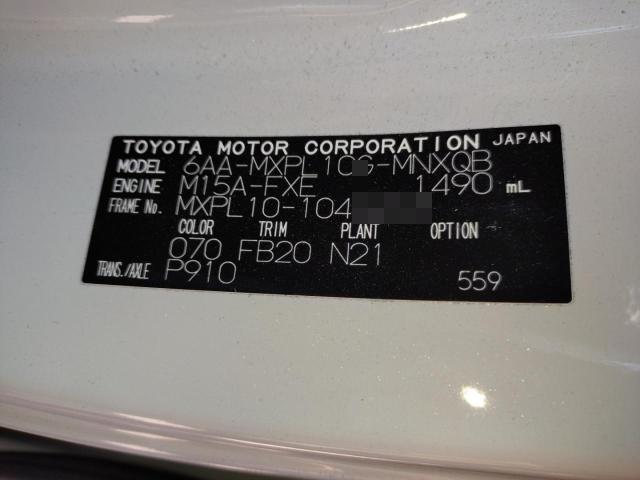 TOYOTA MOTOR CORPORATION JAPAN
MODEL 6AA-MXPL10G-MNXQB
ENGINE M15A-FXE 1490 mL
FRAME No. MXPL10-104
COLOR TRIM PLANT OPTION
070 FB20 N21
TRANS./AXLE P910
559